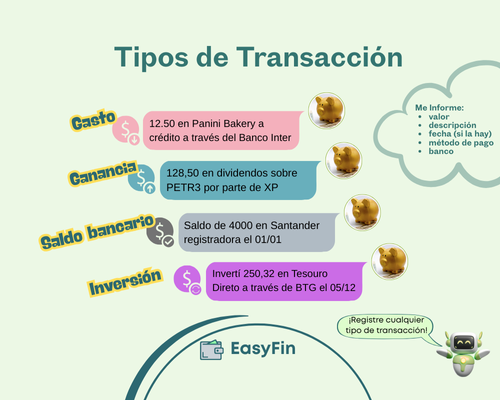 Tipos de Transacción
Me Informe:
• valor
• descripción
• fecha (si la hay)
• método de pago
• banco
Gasto
12.50 en Panini Bakery a
crédito a través del Banco Inter
Ganancia
128,50 en dividendos sobre
PETR3 por parte de XP
Saldo bancario
Saldo de 4000 en Santander
registradora el 01/01
Inversión
Invertí 250,32 en Tesouro
Direto a través de BTG el 05/12
¡Registre cualquier
tipo de transacción!
EasyFin